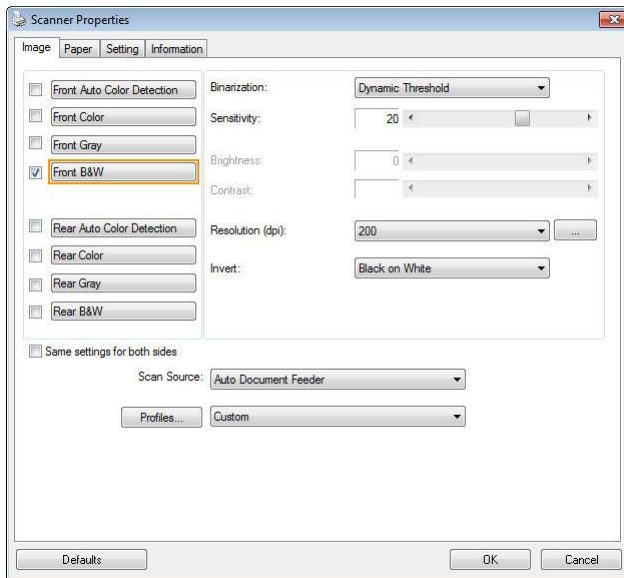 Scanner Properties
Image Paper Setting Information
Front Auto Color Detection
Front Color
Front Gray
Front B&W
Rear Auto Color Detection
Rear Color
Rear Gray
Rear B&W
Binarization: Dynamic Threshold
Sensitivity: 20
Brightness: 0
Contrast:
Resolution (dpi): 200 ...
Invert: Black on White
Same settings for both sides
Scan Source: Auto Document Feeder
Profiles... Custom
Defaults OK Cancel